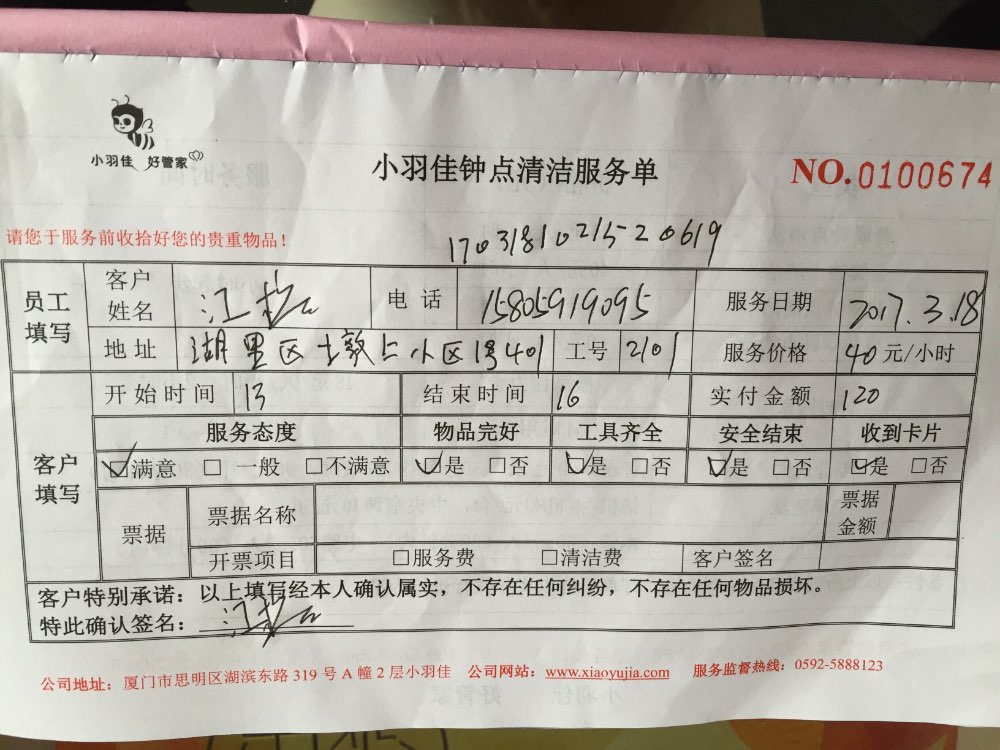 小羽佳 好管家
小羽佳钟点清洁服务单
NO.0100674
请您于服务前收拾好您的贵重物品！
1703181021520619
员工填写 客户姓名 江 电话 15805919095 服务日期 2017.3.18
地址 湖里区土敦上小区19号401 工号 2101 服务价格 40元/小时
开始时间 13 结束时间 16 实付金额 120
客户填写 服务态度 物品完好 工具齐全 安全结束 收到卡片
☑满意 □一般 □不满意 ☑是 □否 ☑是 □否 ☑是 □否 ☑是 □否
票据 票据名称 票据金额
开票项目 □服务费 □清洁费 客户签名
客户特别承诺：以上填写经本人确认属实，不存在任何纠纷，不存在任何物品损坏。
特此确认签名：江
公司地址：厦门市思明区湖滨东路 319 号 A 幢 2 层小羽佳 公司网站：www.xiaoyujia.com 服务监督热线：0592-5888123